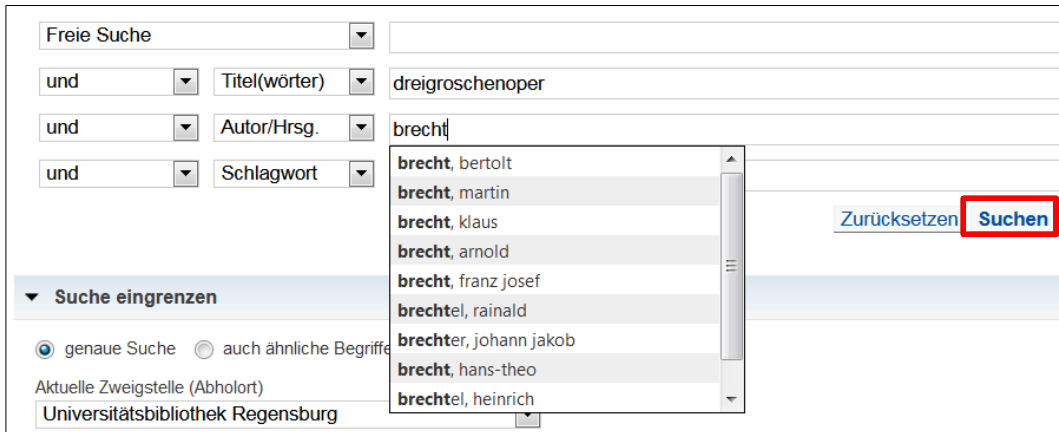 Freie Suche
und Titel(wörter) dreigroschenoper
und Autor/Hrsg. brecht
und Schlagwort
brecht, bertolt
brecht, martin
brecht, klaus
brecht, arnold
brecht, franz josef
brechtel, rainald
brechter, johann jakob
brecht, hans-theo
brechtel, heinrich
Zurücksetzen Suchen
Suche eingrenzen
genaue Suche auch ähnliche Begriffe
Aktuelle Zweigstelle (Abholort)
Universitätsbibliothek Regensburg